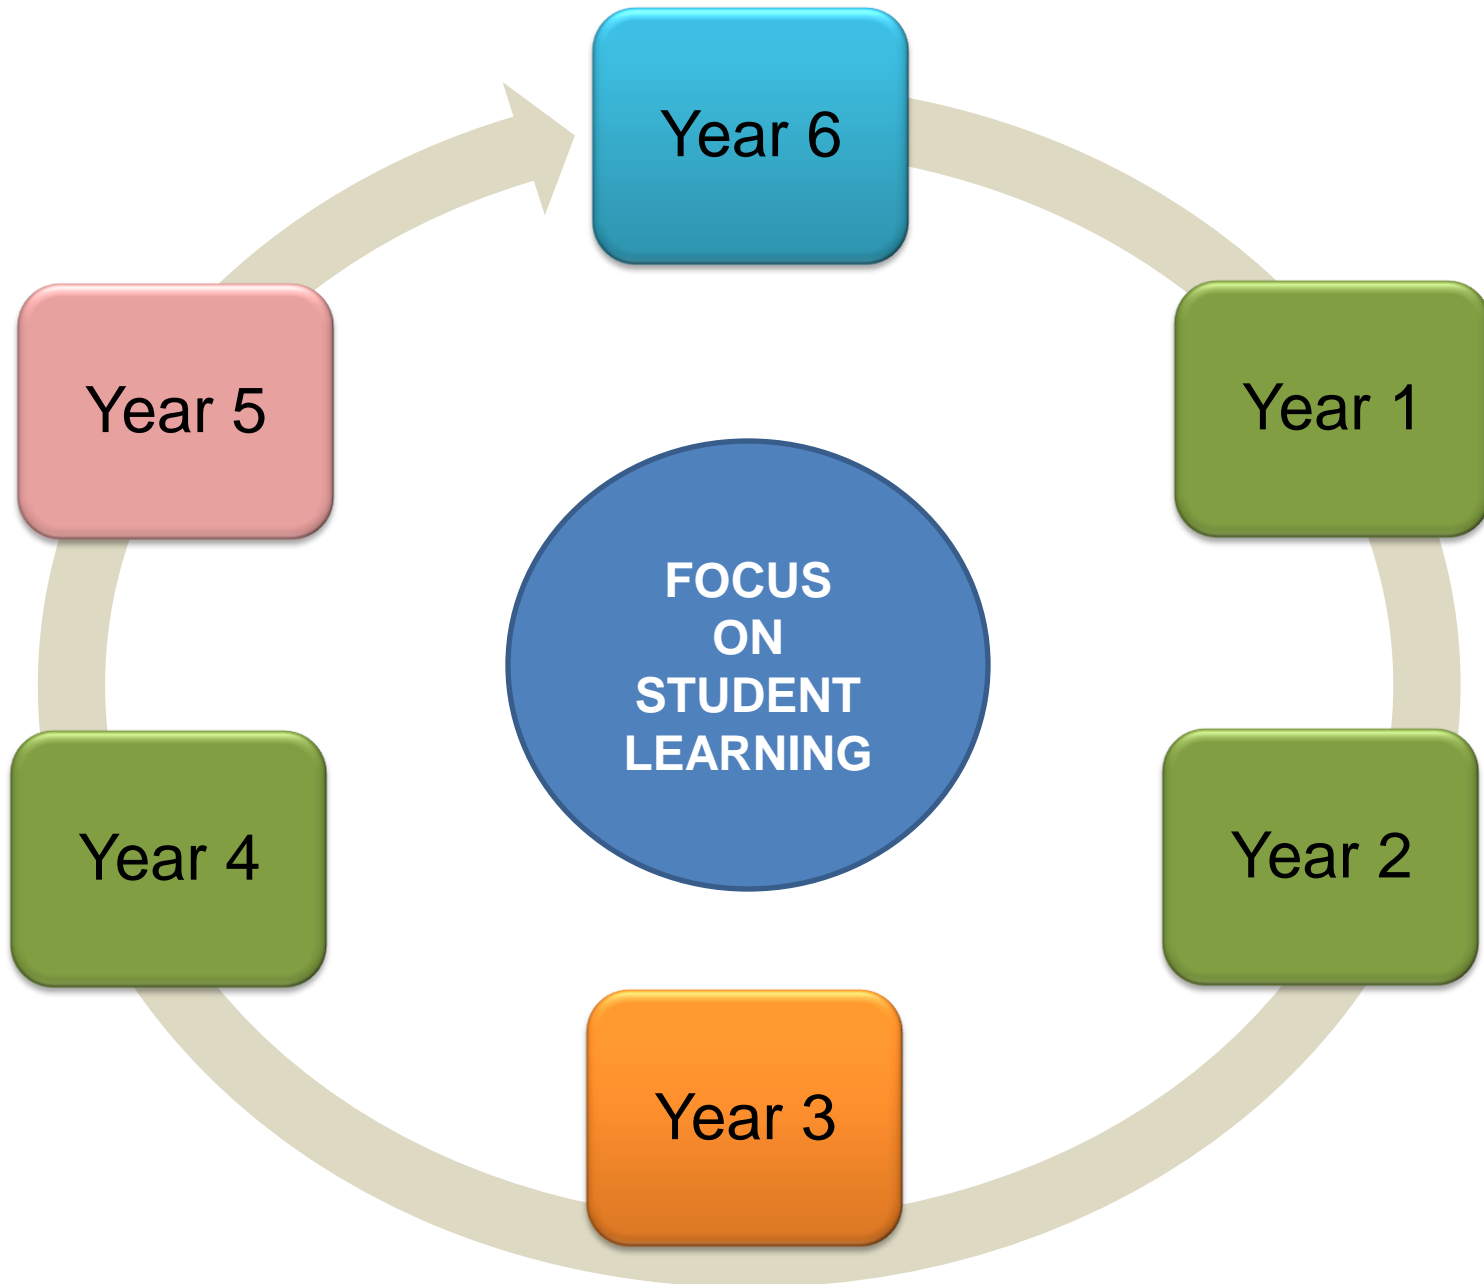 Year 6
Year 5
Year 1
FOCUS
ON
STUDENT
LEARNING
Year 4
Year 2
Year 3